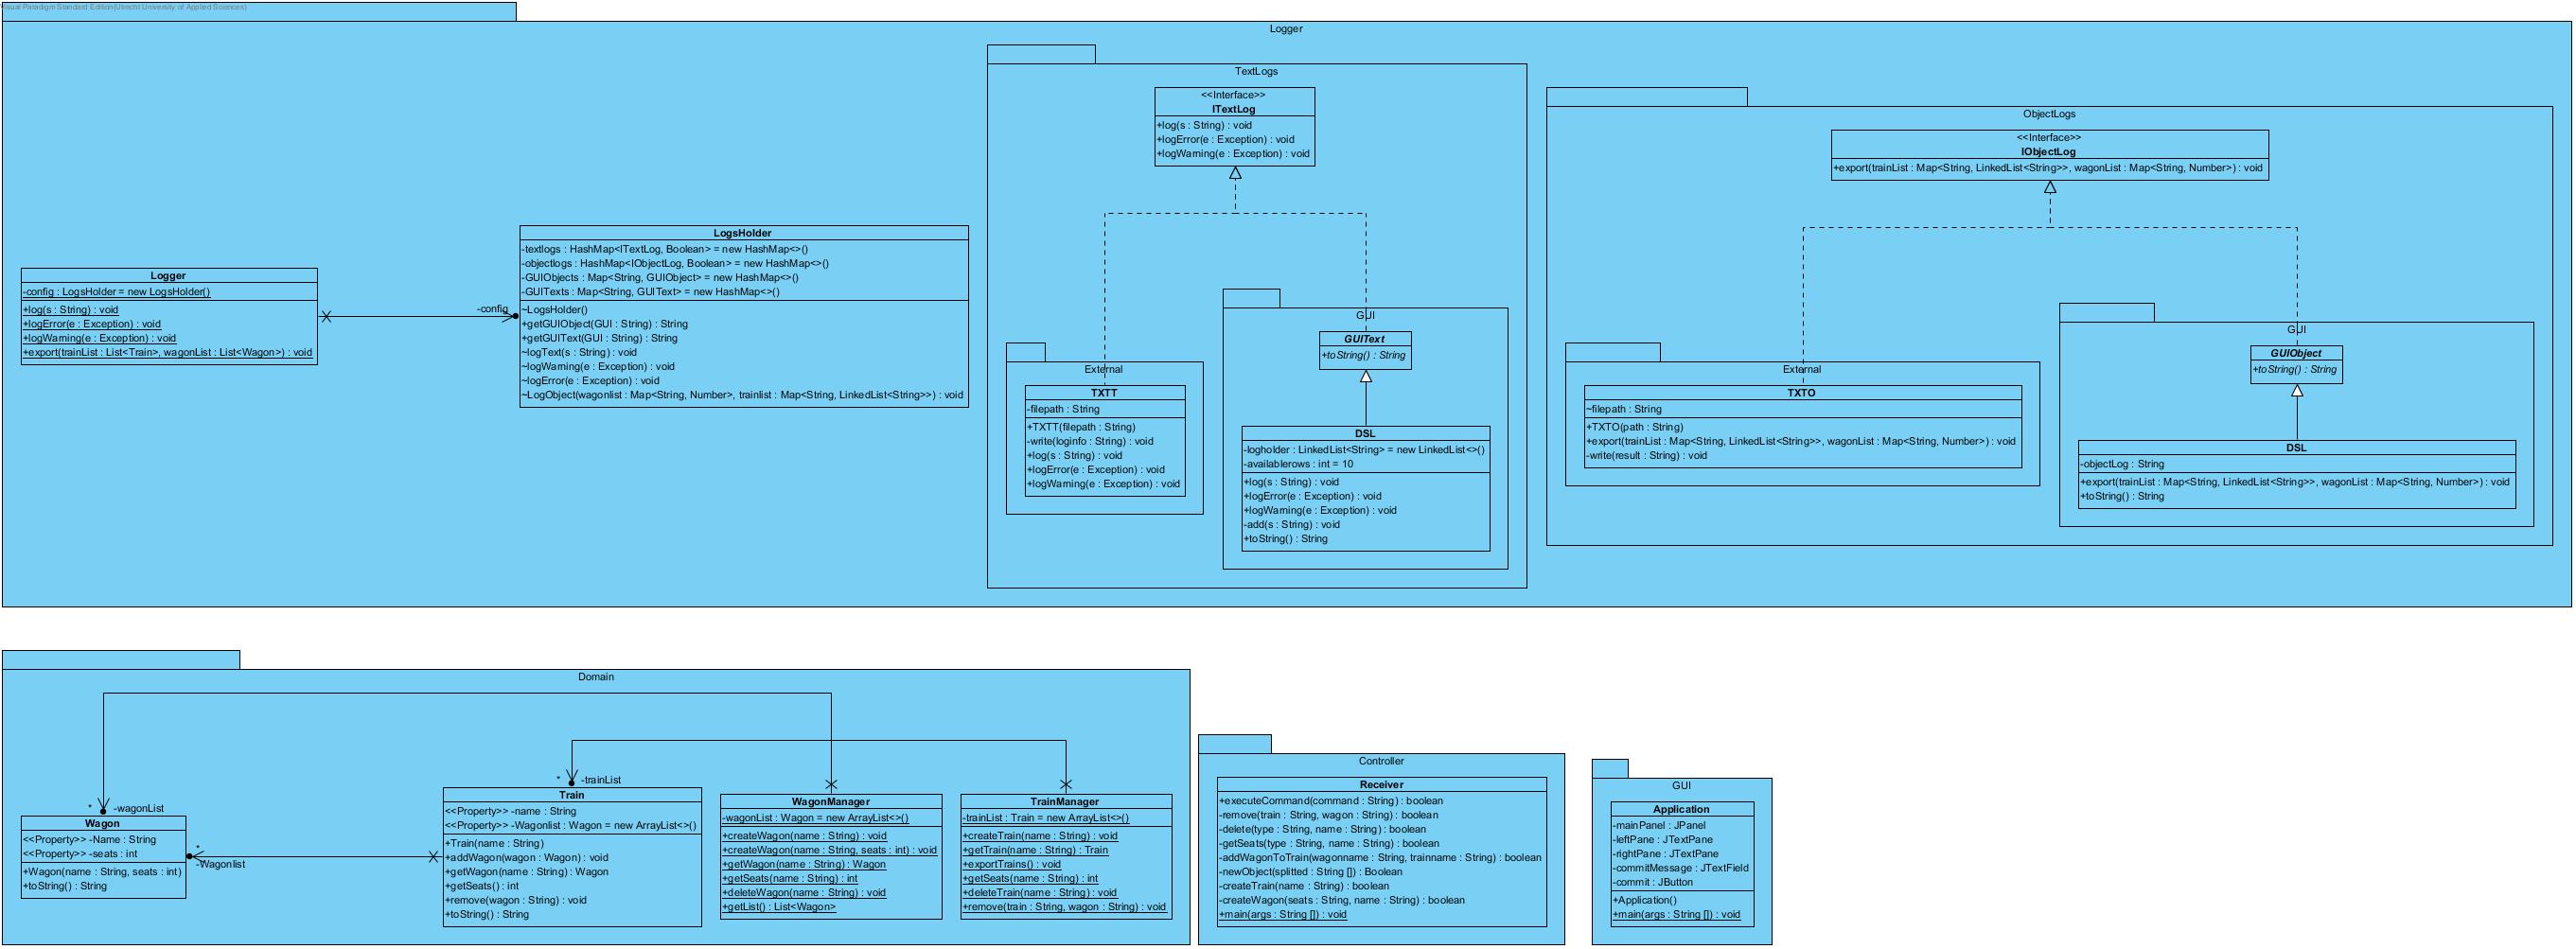 Visual Paradigm Standard Edition(Utrecht University of Applied Sciences)
Logger
Logger
-config : LogsHolder = new LogsHolder()
+log(s : String) : void
+logError(e : Exception) : void
+logWarning(e : Exception) : void
+export(trainList : List<Train>, wagonList : List<Wagon>) : void
-config
LogsHolder
-textlogs : HashMap<ITextLog, Boolean> = new HashMap<>()
-objectlogs : HashMap<IObjectLog, Boolean> = new HashMap<>()
-GUIObjects : Map<String, GUIObject> = new HashMap<>()
-GUITexts : Map<String, GUIText> = new HashMap<>()
~LogsHolder()
+getGUIObject(GUI : String) : String
+getGUIText(GUI : String) : String
~logText(s : String) : void
~logWarning(e : Exception) : void
~logError(e : Exception) : void
~LogObject(wagonlist : Map<String, Number>, trainlist : Map<String, LinkedList<String>>) : void
TextLogs
<<Interface>>
ITextLog
+log(s : String) : void
+logError(e : Exception) : void
+logWarning(e : Exception) : void
External
TXTT
-filepath : String
+TXTT(filepath : String)
-write(loginfo : String) : void
+log(s : String) : void
+logError(e : Exception) : void
+logWarning(e : Exception) : void
GUI
GUIText
+toString() : String
DSL
-logholder : LinkedList<String> = new LinkedList<>()
-availablerows : int = 10
+log(s : String) : void
+logError(e : Exception) : void
+logWarning(e : Exception) : void
-add(s : String) : void
+toString() : String
ObjectLogs
<<Interface>>
IObjectLog
+export(trainList : Map<String, LinkedList<String>>, wagonList : Map<String, Number>) : void
External
TXTO
~filepath : String
+TXTO(path : String)
+export(trainList : Map<String, LinkedList<String>>, wagonList : Map<String, Number>) : void
-write(result : String) : void
GUI
GUIObject
+toString() : String
DSL
-objectLog : String
+export(trainList : Map<String, LinkedList<String>>, wagonList : Map<String, Number>) : void
+toString() : String
Domain
* -wagonList
Wagon
<<Property>> -Name : String
<<Property>> -seats : int
+Wagon(name : String, seats : int)
+toString() : String
*
-Wagonlist
* -trainList
Train
<<Property>> -name : String
<<Property>> -Wagonlist : Wagon = new ArrayList<>()
+Train(name : String)
+addWagon(wagon : Wagon) : void
+getWagon(name : String) : Wagon
+getSeats() : int
+remove(wagon : String) : void
+toString() : String
WagonManager
-wagonList : Wagon = new ArrayList<>()
+createWagon(name : String) : void
+createWagon(name : String, seats : int) : void
+getWagon(name : String) : Wagon
+getSeats(name : String) : int
+deleteWagon(name : String) : void
+getList() : List<Wagon>
TrainManager
-trainList : Train = new ArrayList<>()
+createTrain(name : String) : void
+getTrain(name : String) : Train
+exportTrains() : void
+getSeats(name : String) : int
+deleteTrain(name : String) : void
+remove(train : String, wagon : String) : void
Controller
Receiver
+executeCommand(command : String) : boolean
-remove(train : String, wagon : String) : boolean
-delete(type : String, name : String) : boolean
-getSeats(type : String, name : String) : boolean
-addWagonToTrain(wagonname : String, trainname : String) : boolean
-newObject(splitted : String []) : Boolean
-createTrain(name : String) : boolean
-createWagon(seats : String, name : String) : boolean
+main(args : String []) : void
GUI
Application
-mainPanel : JPanel
-leftPane : JTextPane
-rightPane : JTextPane
-commitMessage : JTextField
-commit : JButton
+Application()
+main(args : String []) : void